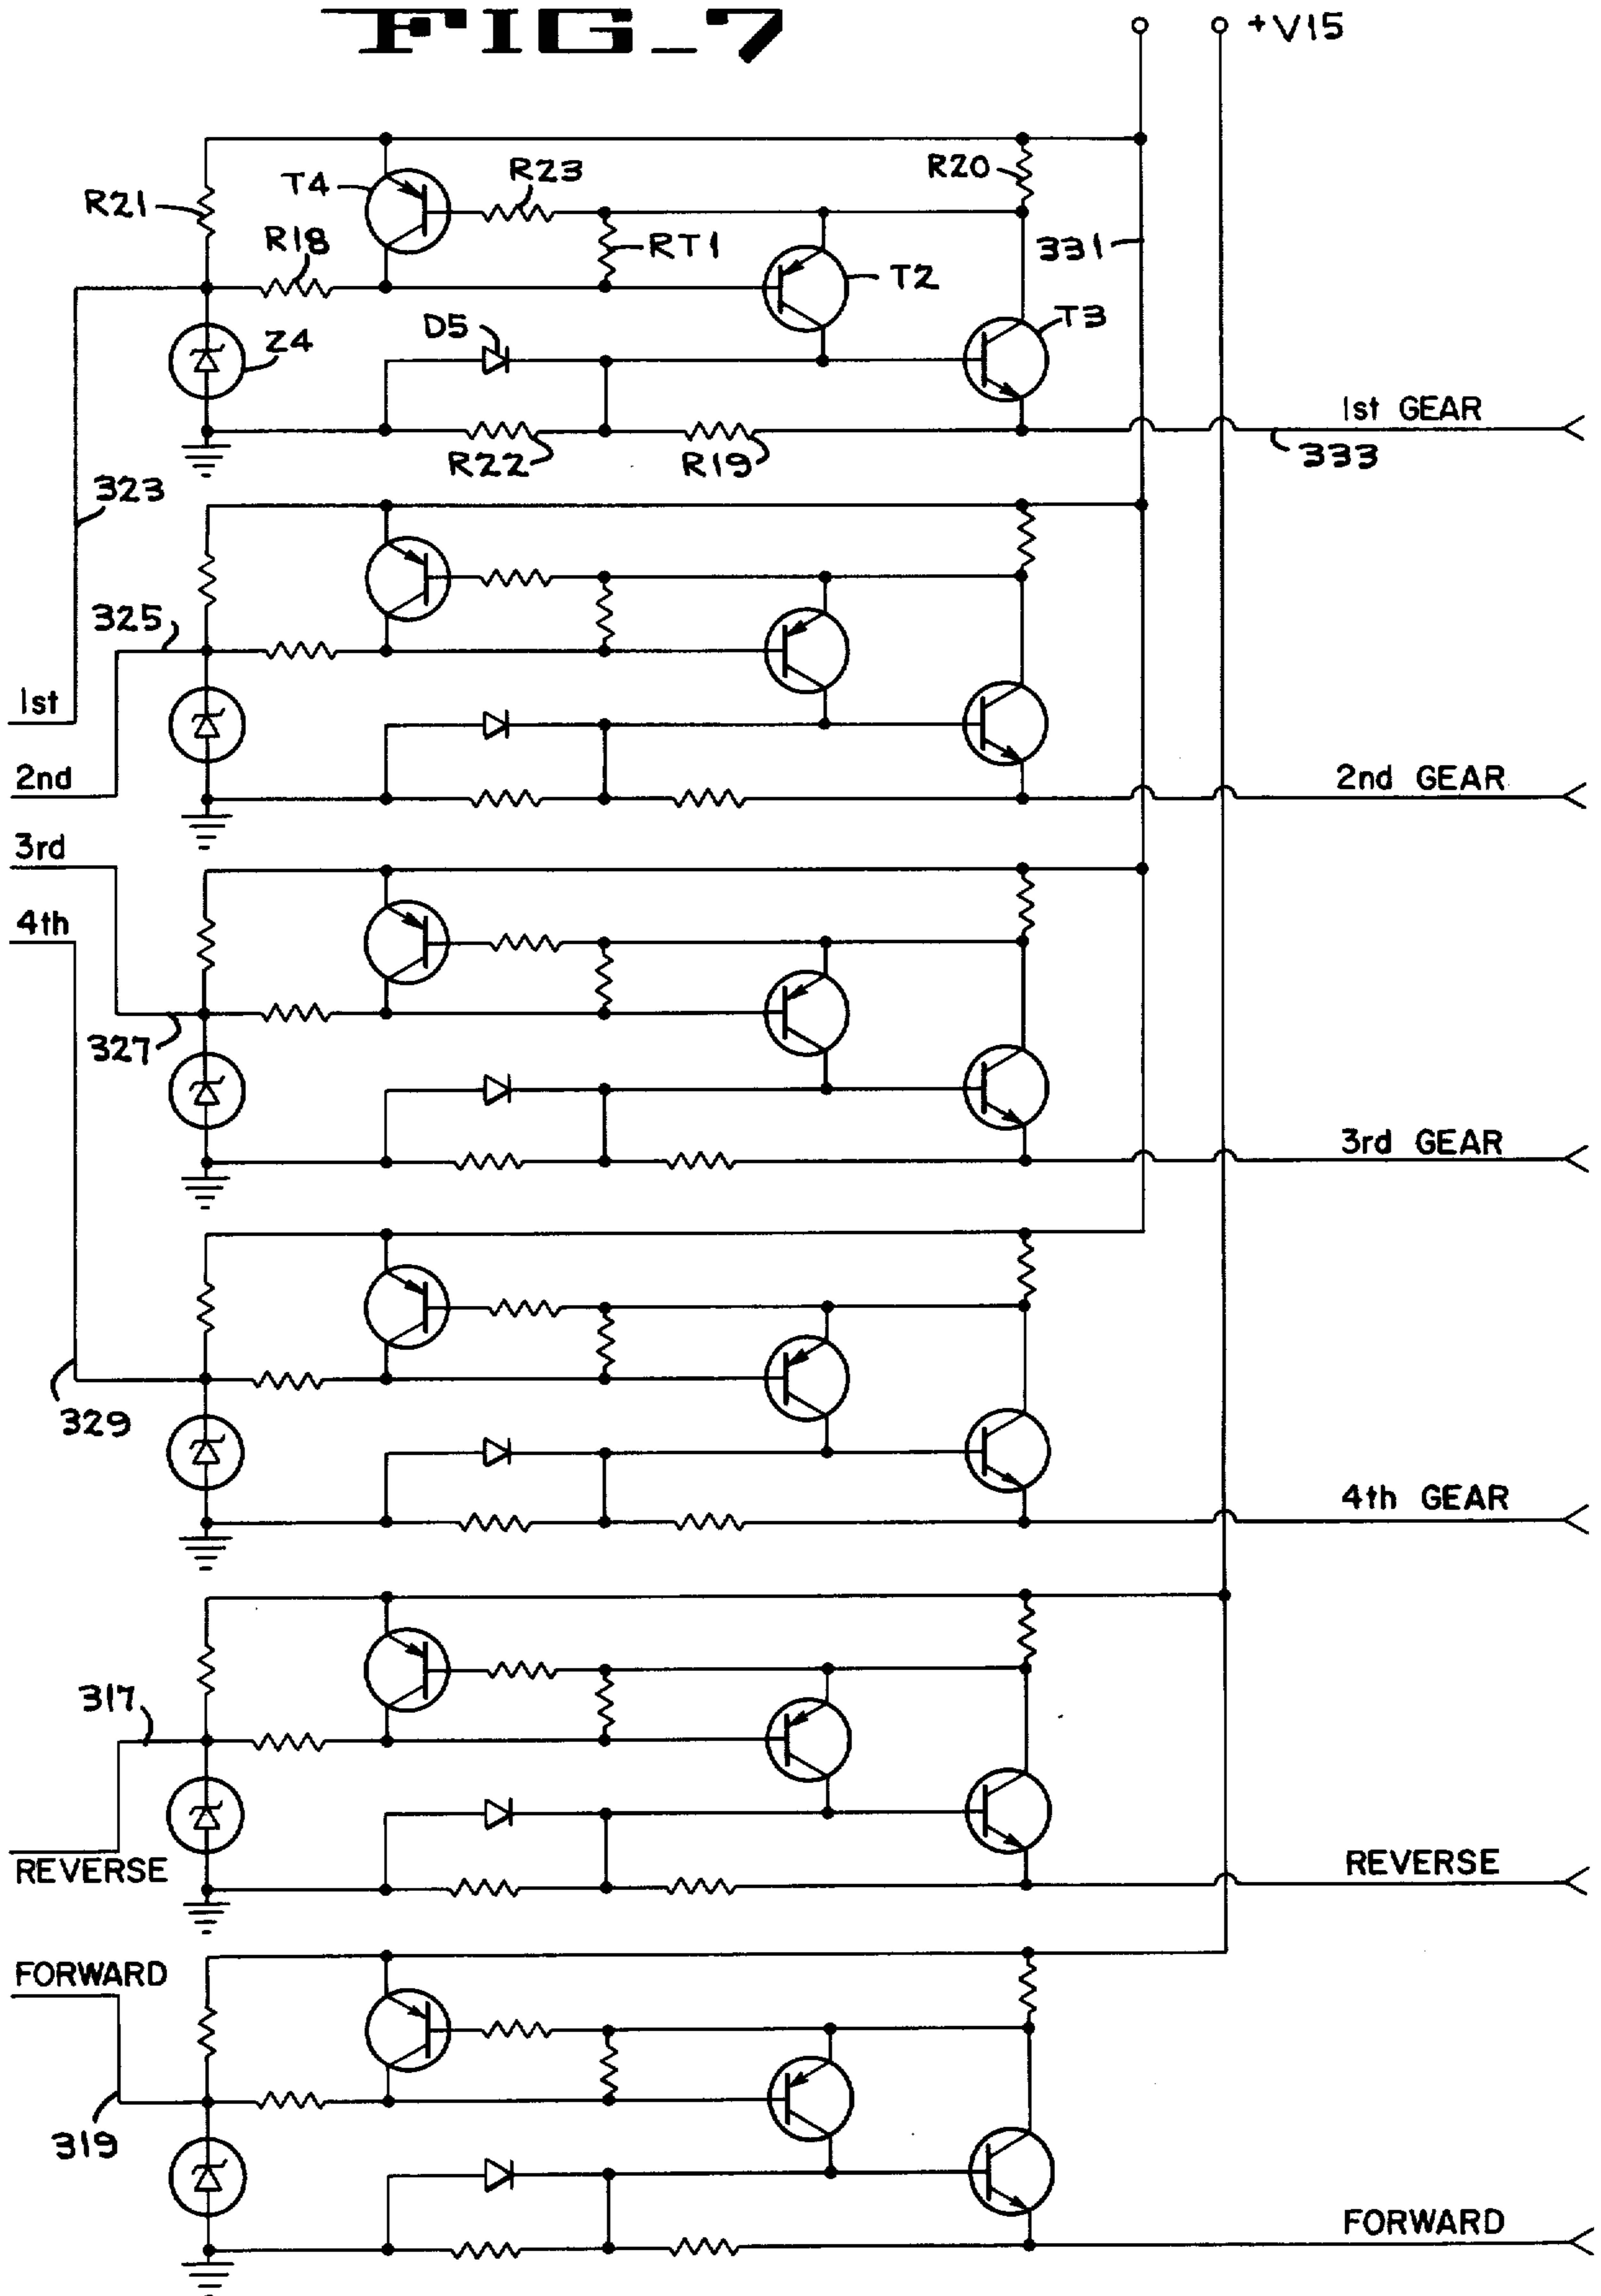 FIG_7
+V15
R21
T4
R23
R20
R18
RT1
331
T2
D5
T3
Z4
1st GEAR
R22
R19
333
323
325
1st
2nd
2nd GEAR
3rd
4th
327
3rd GEAR
329
4th GEAR
317
REVERSE
REVERSE
FORWARD
319
FORWARD